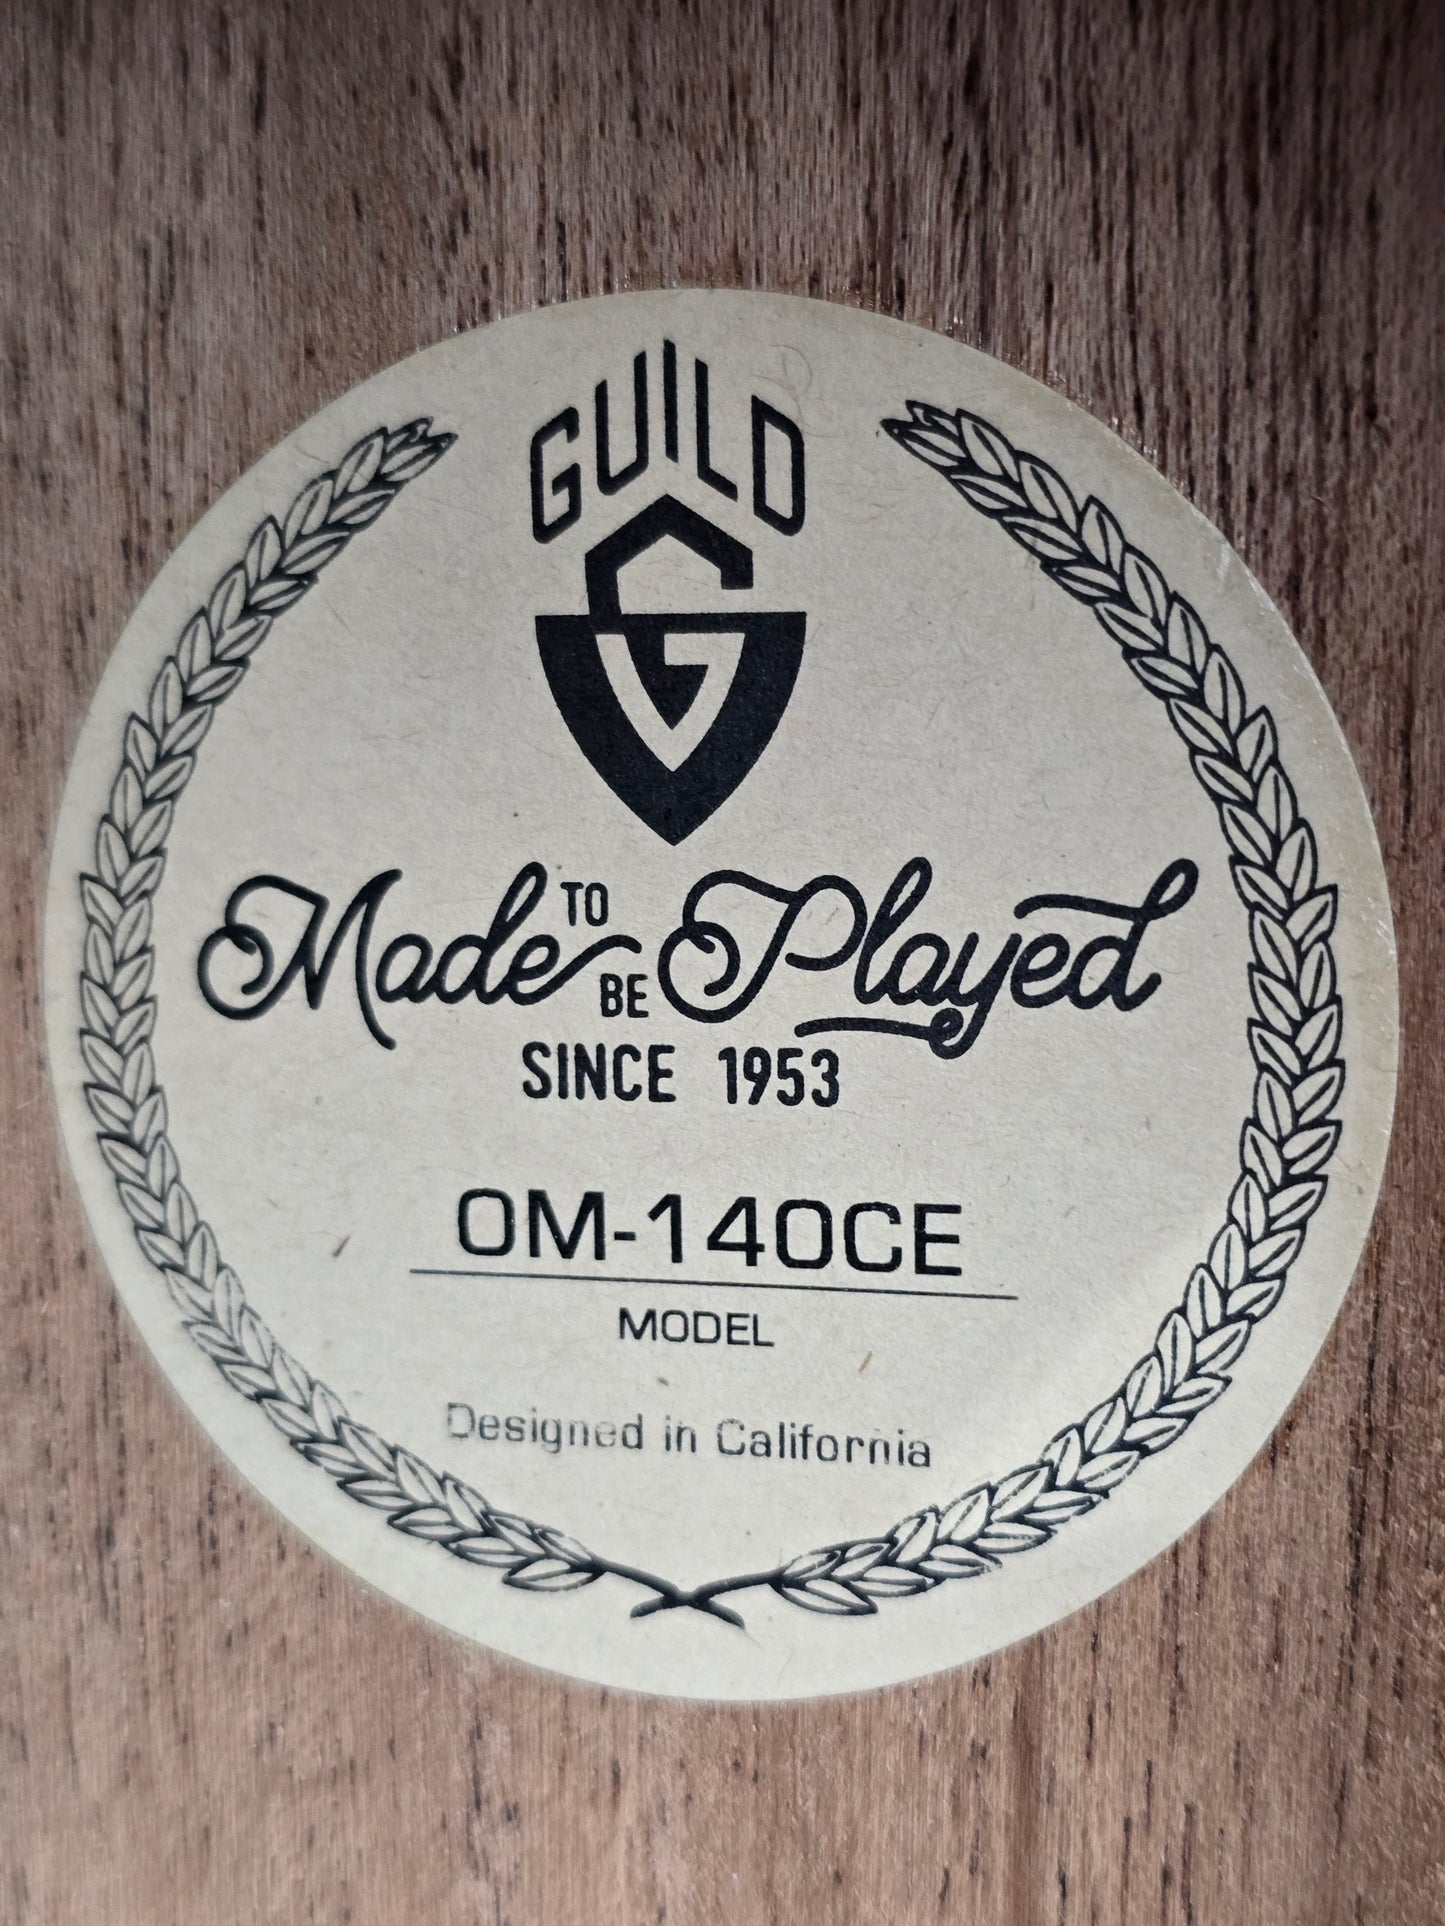 GUILD
G
Made TO BE Played
SINCE 1953
OM-140CE
MODEL
Designed in California